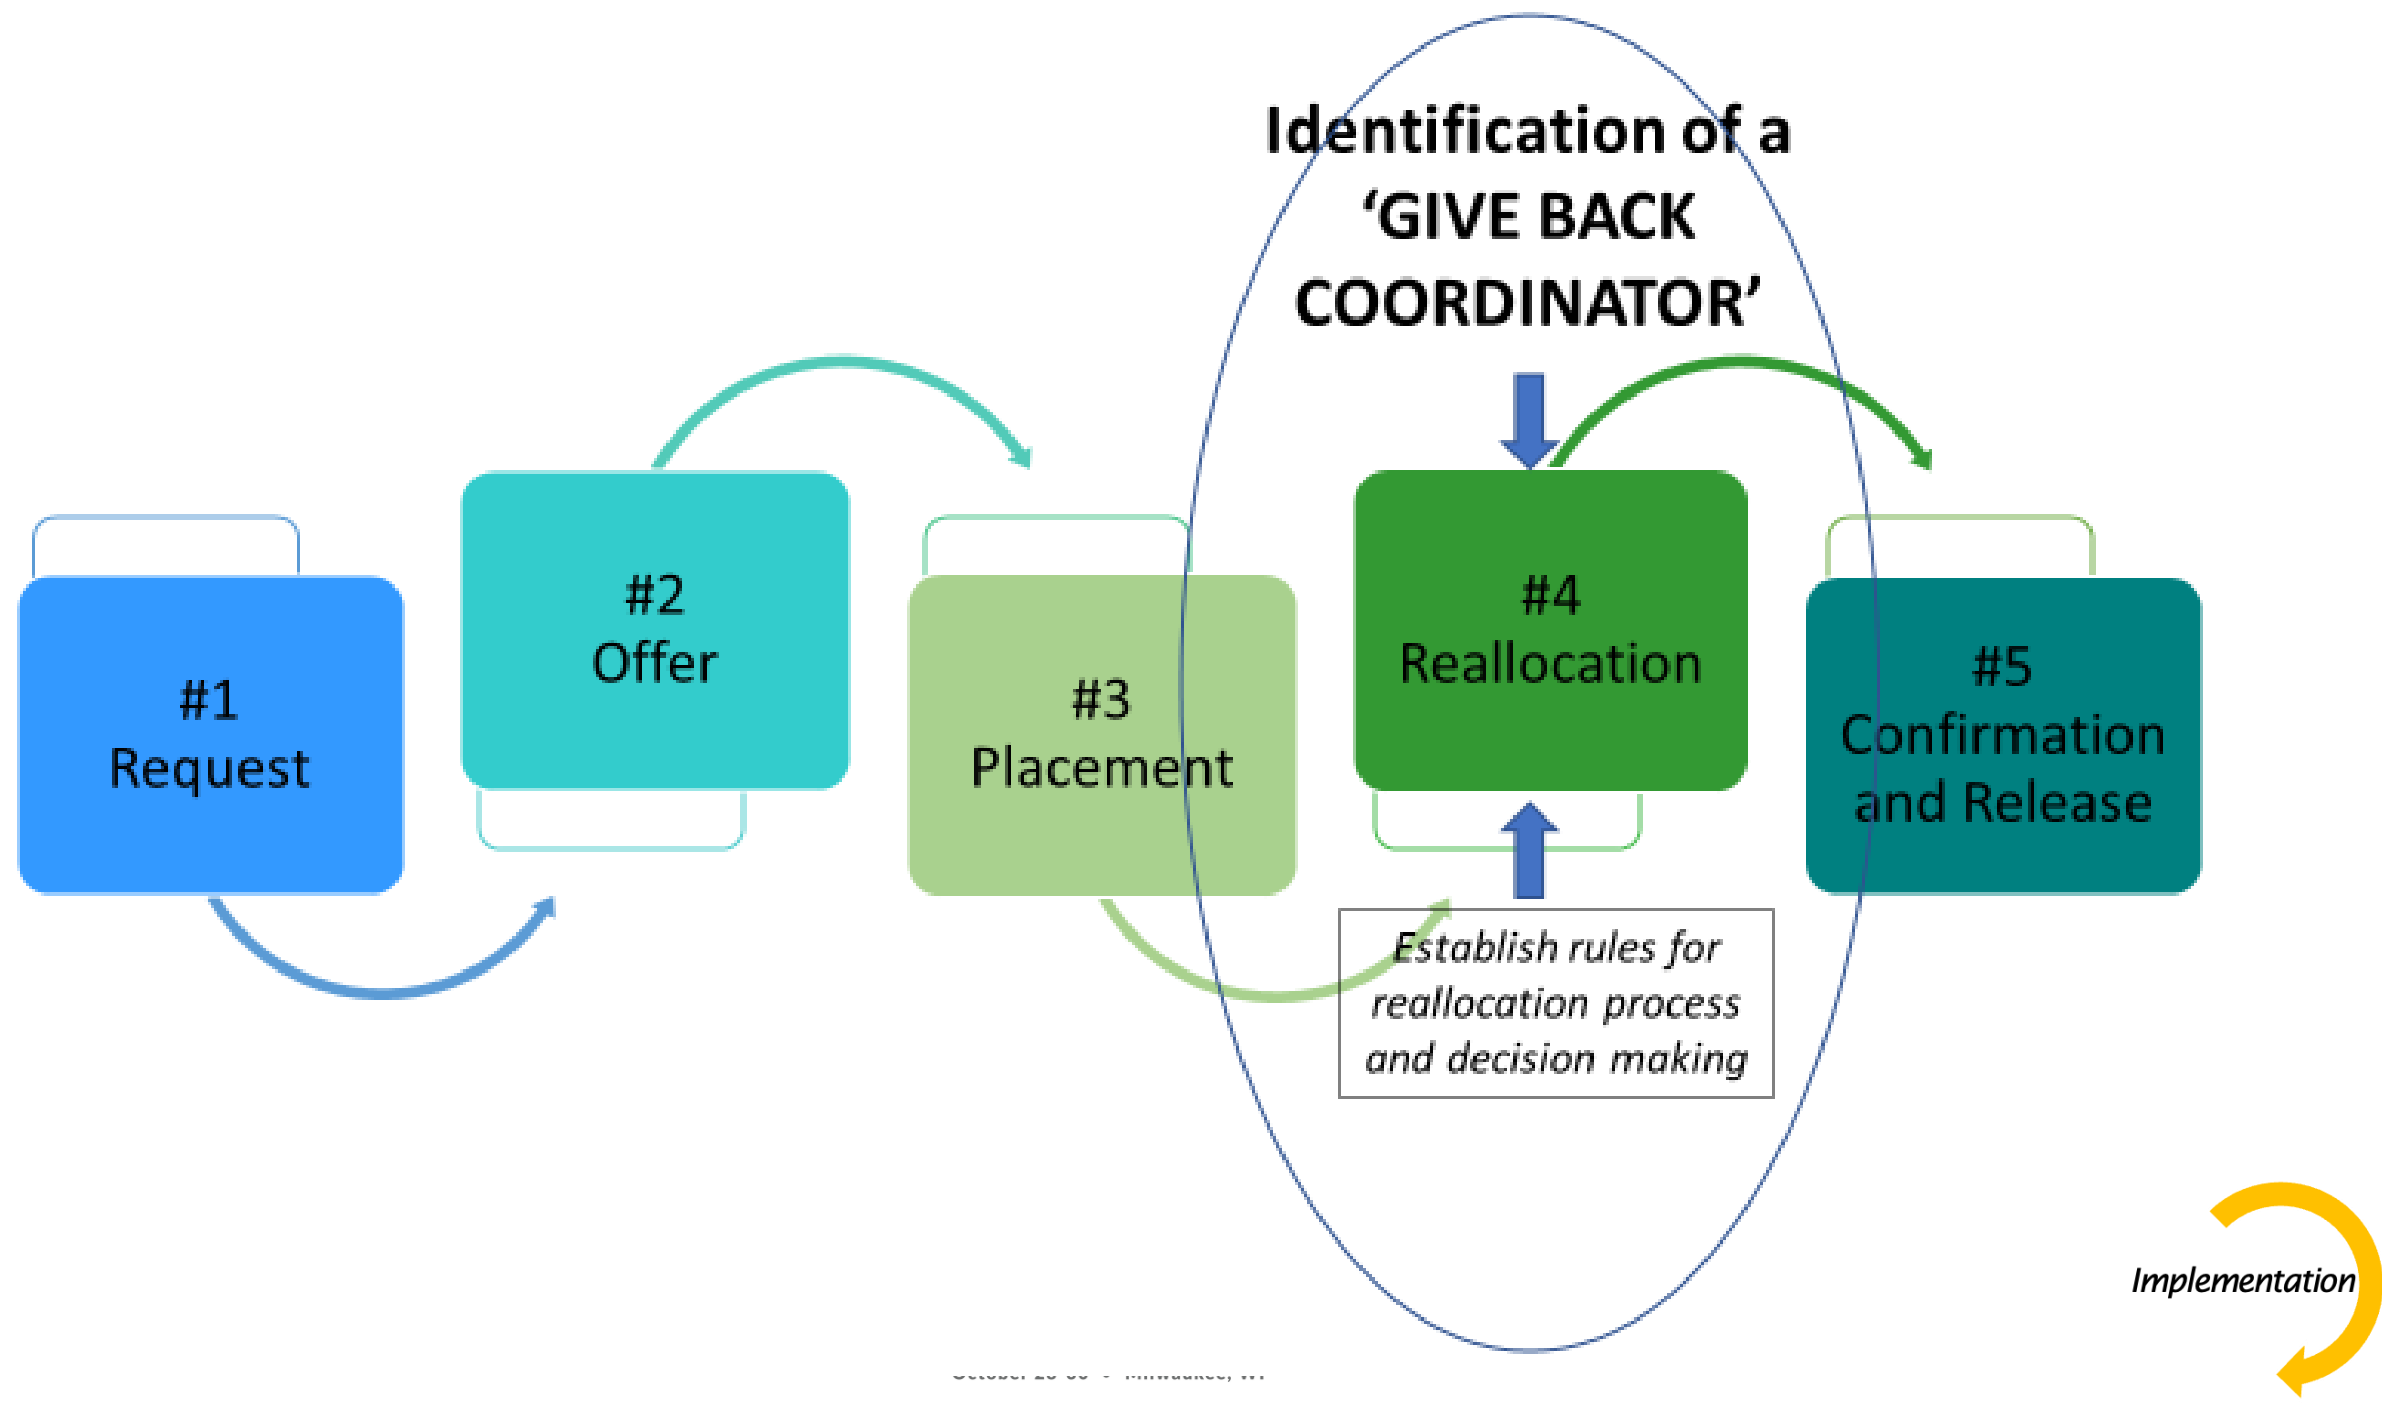 Identification of a
‘GIVE BACK
COORDINATOR’
#1
Request
#2
Offer
#3
Placement
#4
Reallocation
#5
Confirmation
and Release
Establish rules for
reallocation process
and decision making
Implementation